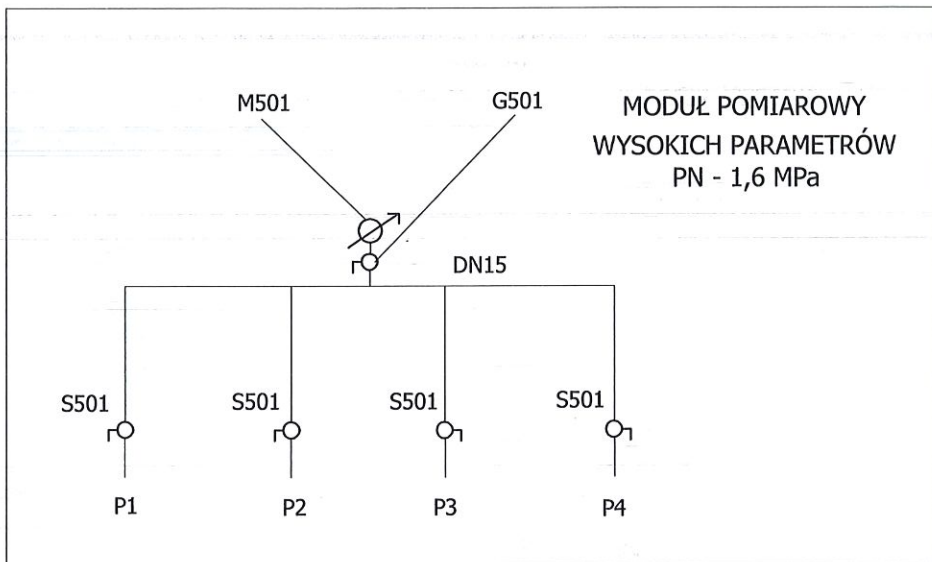 M501
G501
MODUŁ POMIAROWY
WYSOKICH PARAMETRÓW
PN - 1,6 MPa
DN15
S501
S501
S501
S501
P1
P2
P3
P4